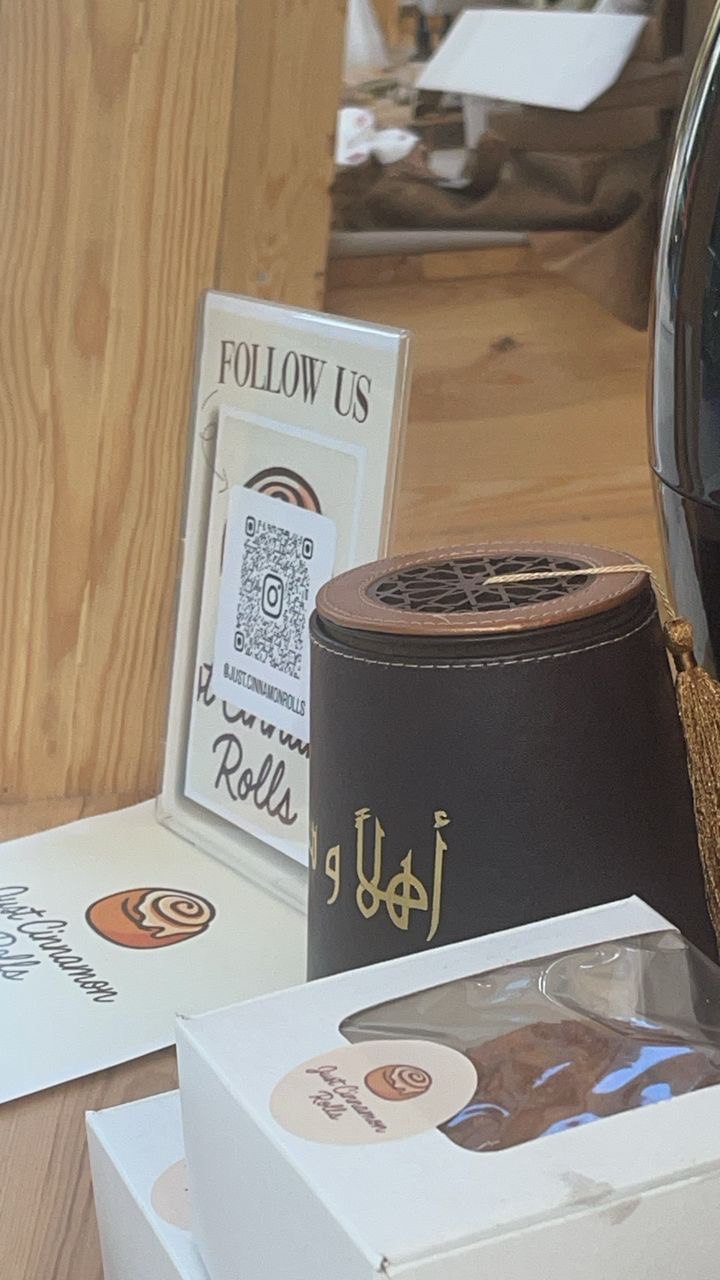 FOLLOW US
@JUST.CINNAMONROLLS
Rolls
أهلاً و
Just Cinnamon
Rolls
Just Cinnamon
Rolls